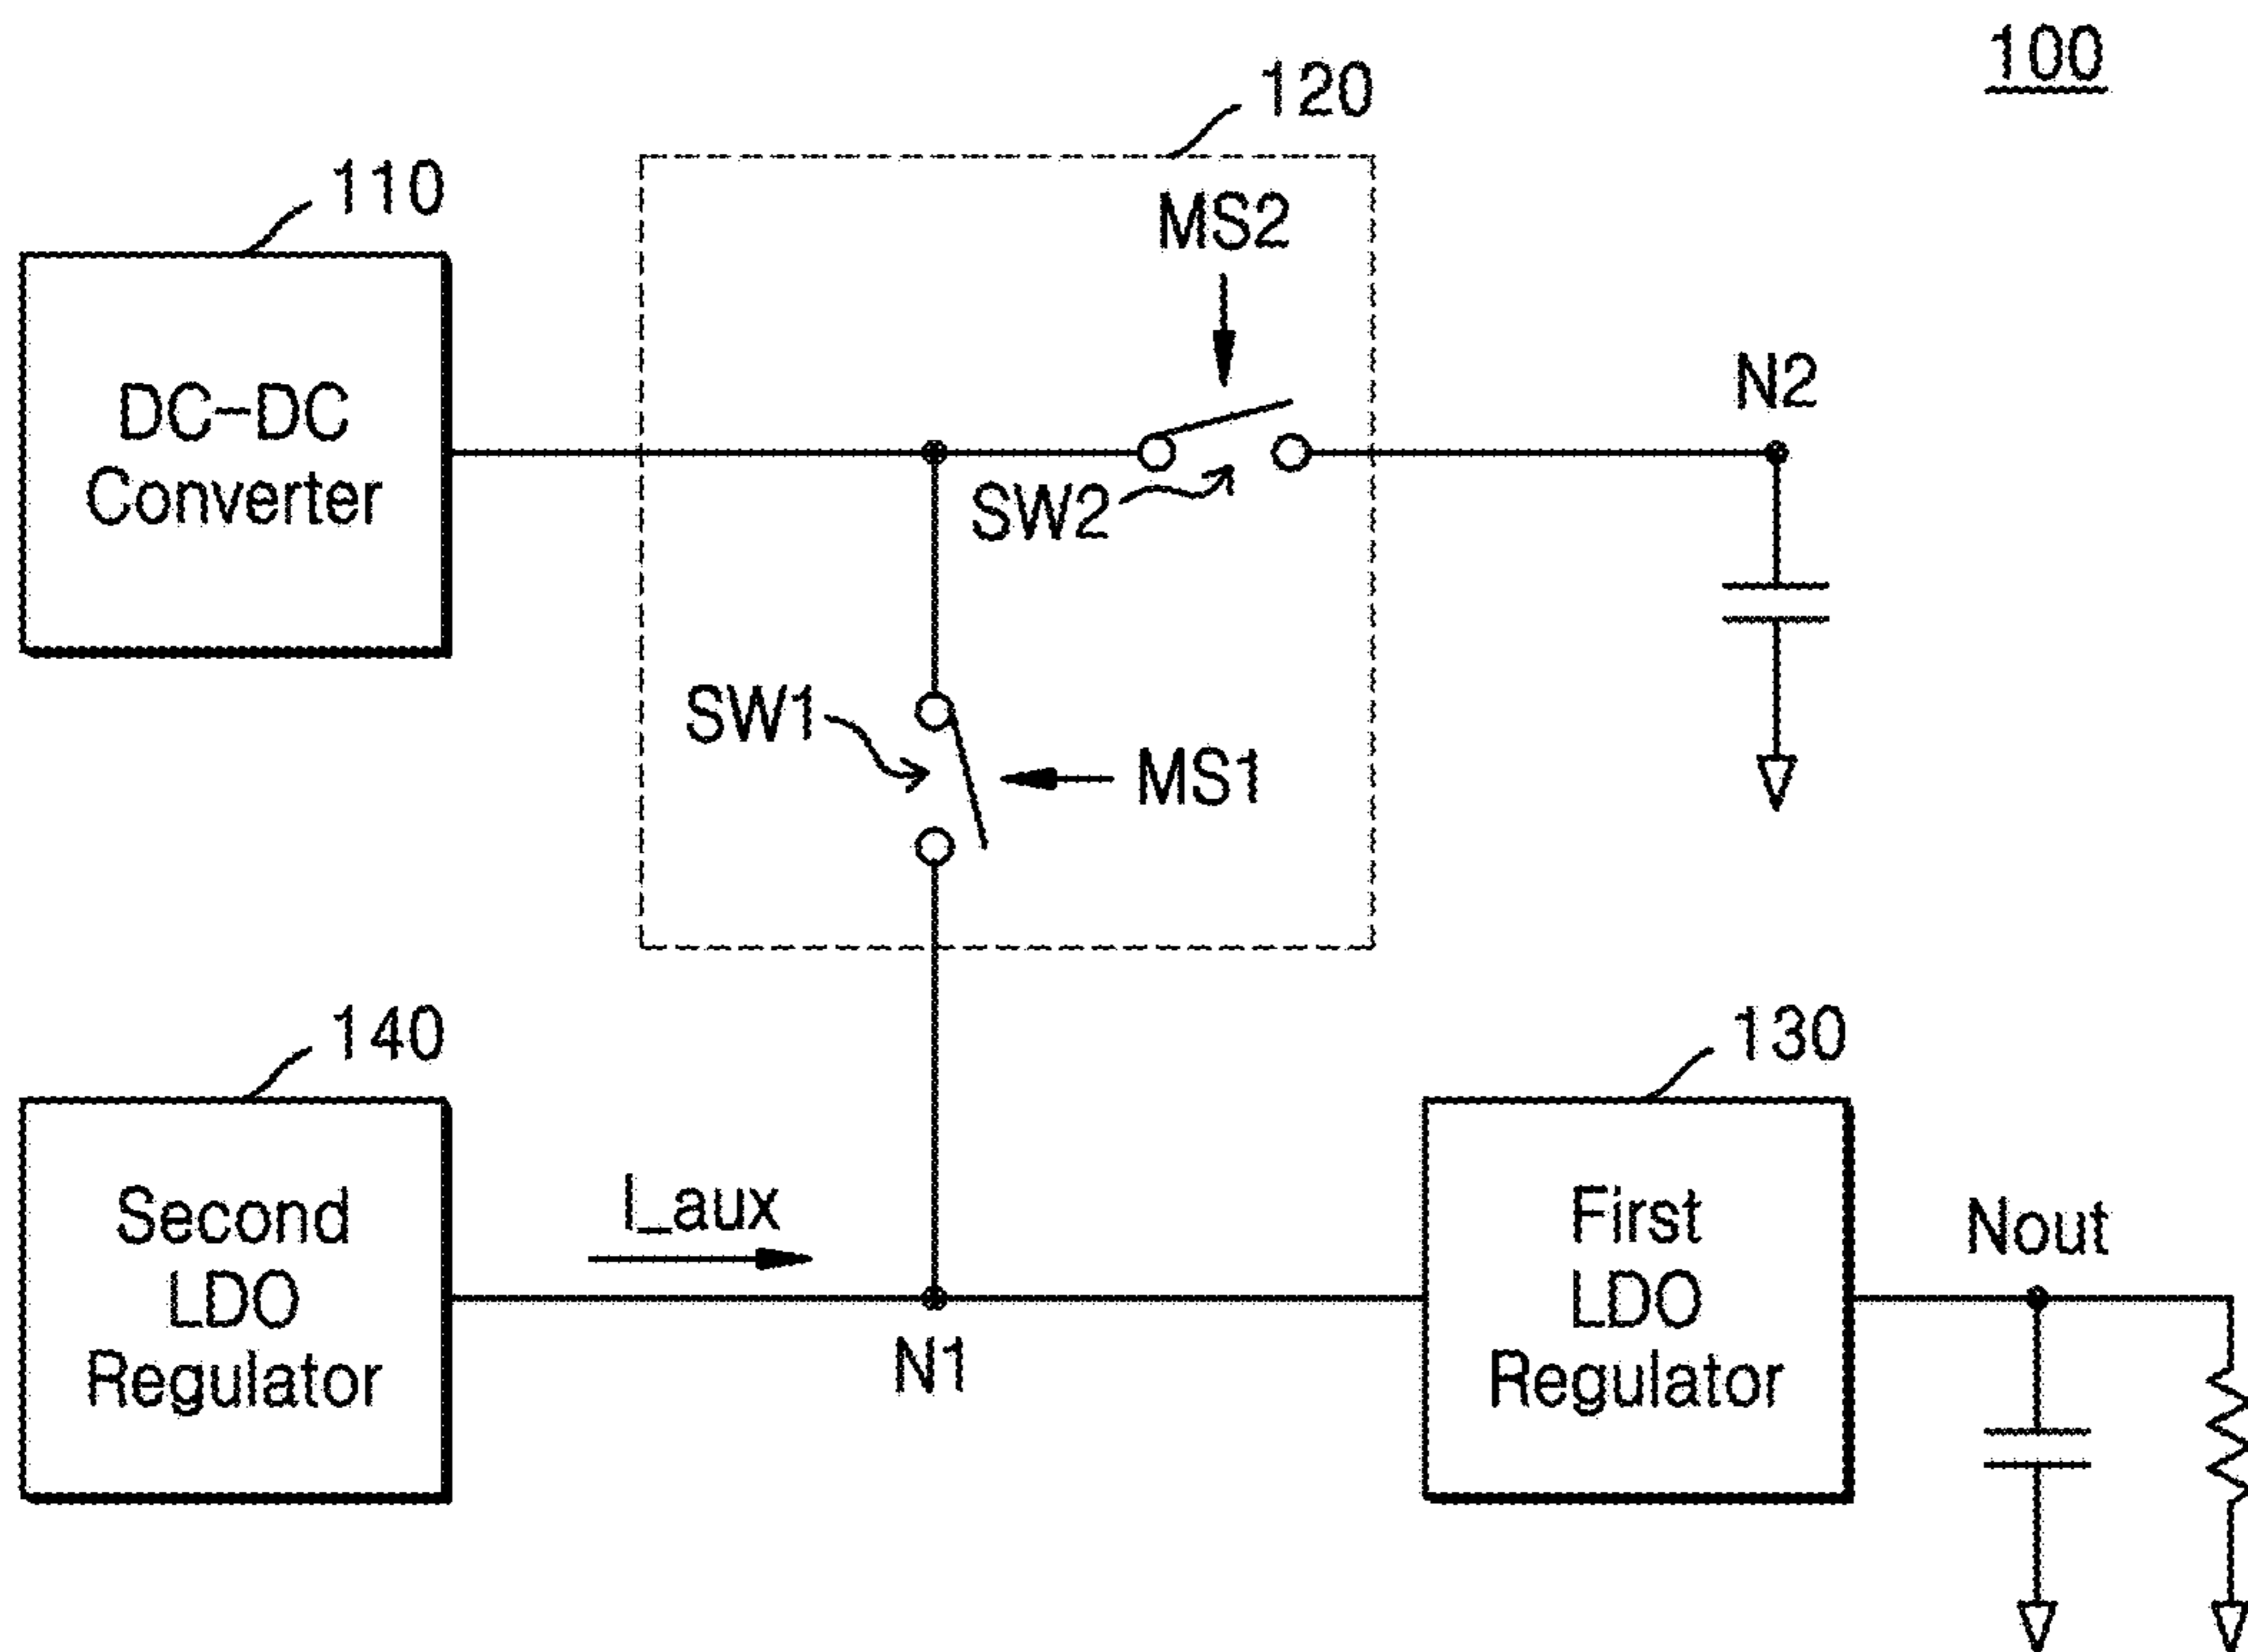 100
120
110
MS2
DC-DC
Converter
N2
SW2
SW1
MS1
140
130
Second
LDO
Regulator
I_aux
N1
First
LDO
Regulator
Nout